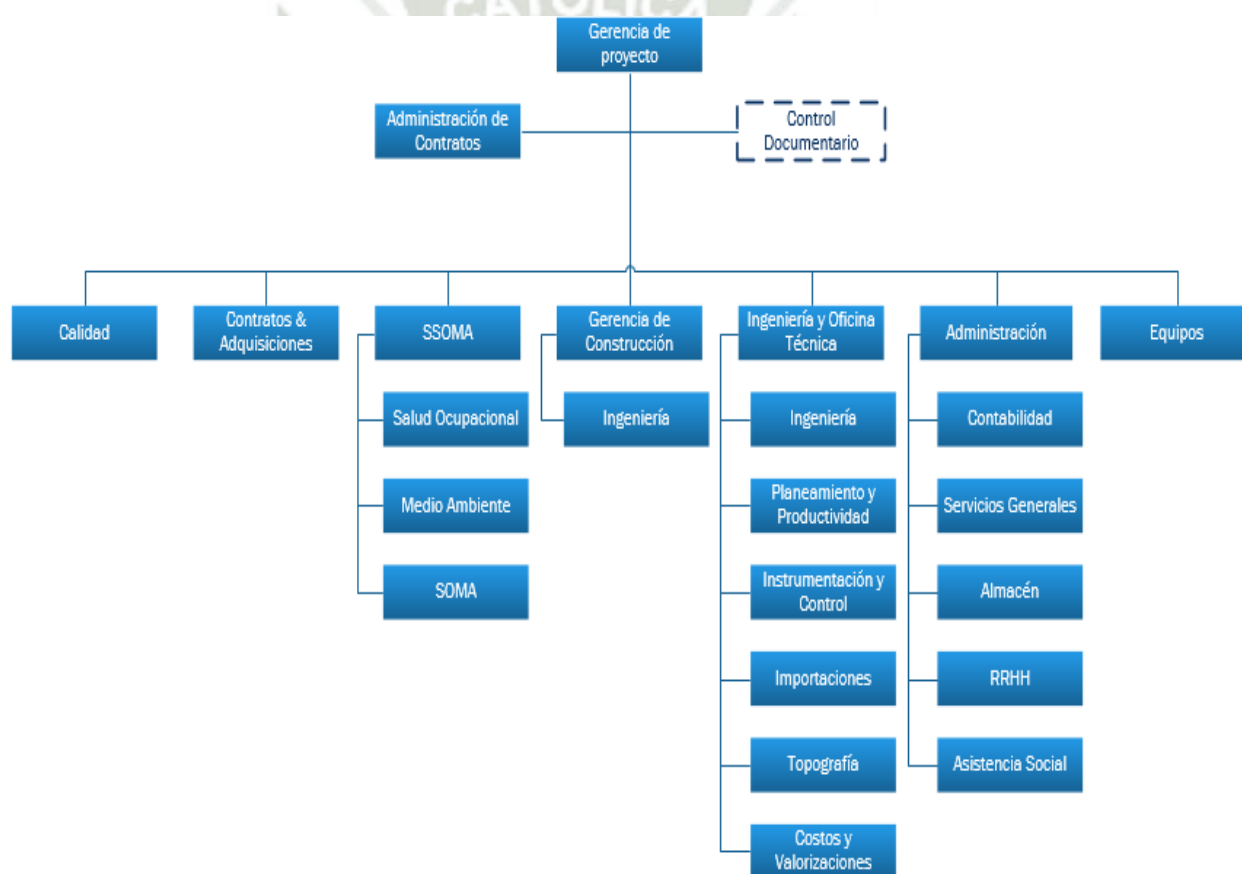 CATOLICA
Gerencia de
proyecto
Administración de
Contratos
Control
Documentario
Calidad
Contratos &
Adquisiciones
SSOMA
Gerencia de
Construcción
Ingeniería y Oficina
Técnica
Administración
Equipos
Salud Ocupacional
Ingeniería
Ingeniería
Contabilidad
Medio Ambiente
Planeamiento y
Productividad
Servicios Generales
SOMA
Instrumentación y
Control
Almacén
Importaciones
RRHH
Topografía
Asistencia Social
Costos y
Valorizaciones